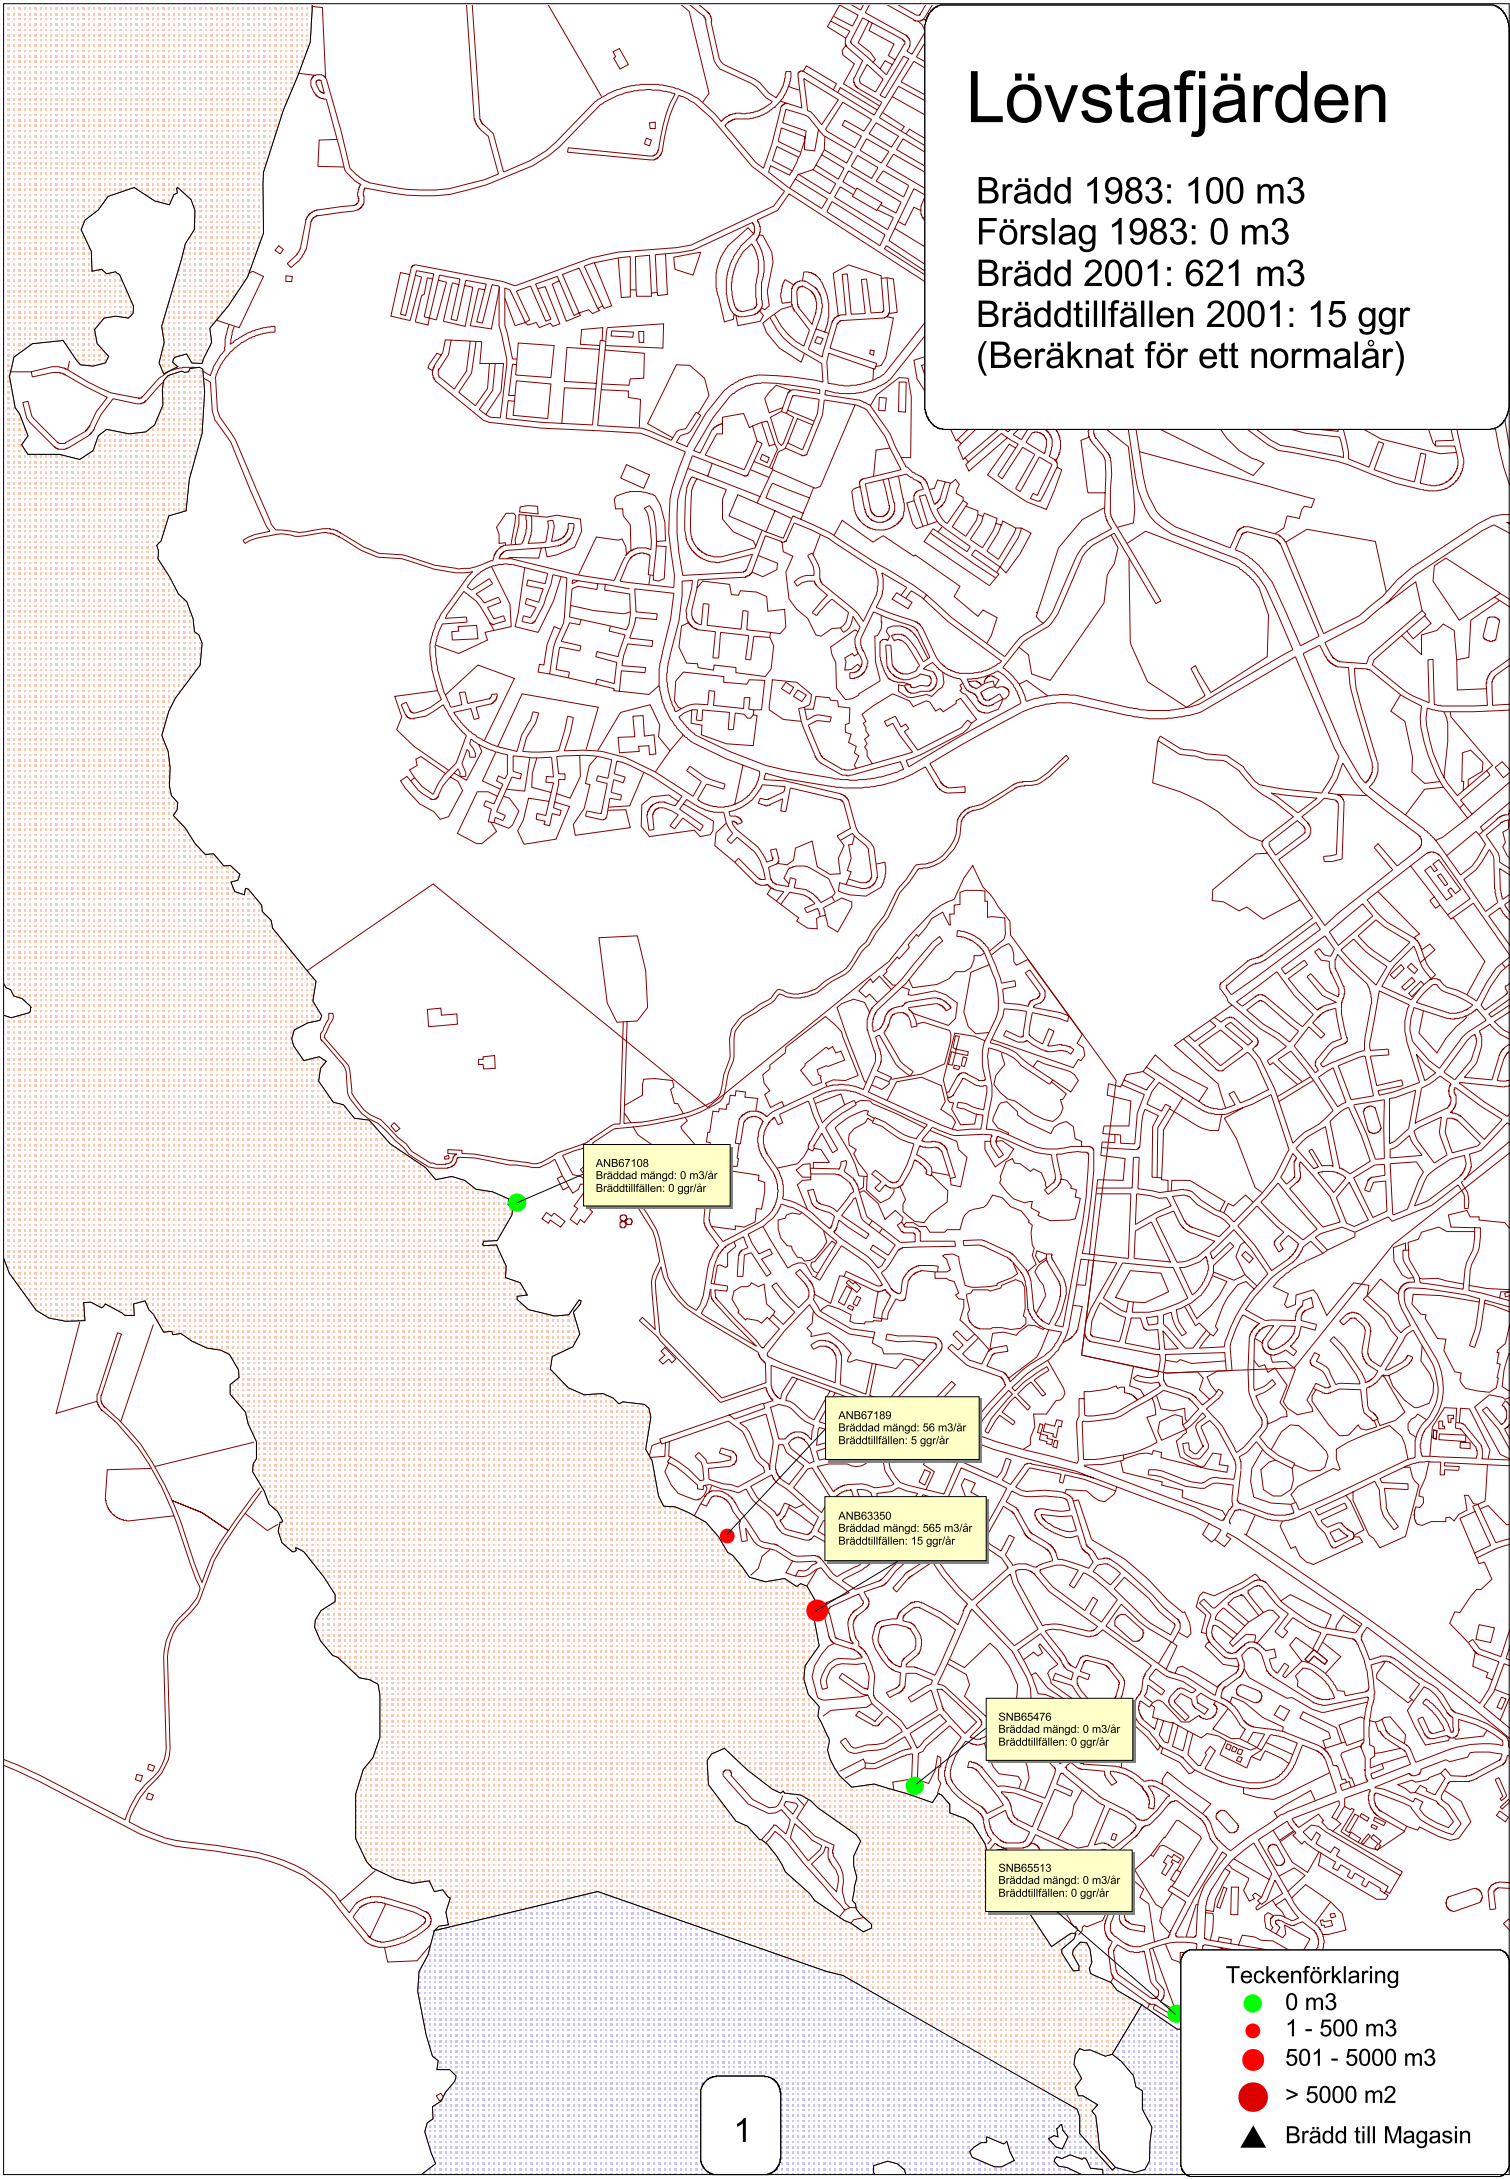 Lövstafjärden
Brädd 1983: 100 m3
Förslag 1983: 0 m3
Brädd 2001: 621 m3
Bräddtillfällen 2001: 15 ggr
(Beräknat för ett normalår)
ANB67108
Bräddad mängd: 0 m3/år
Bräddtillfällen: 0 ggr/år
ANB67189
Bräddad mängd: 56 m3/år
Bräddtillfällen: 5 ggr/år
ANB63350
Bräddad mängd: 565 m3/år
Bräddtillfällen: 15 ggr/år
SNB65476
Bräddad mängd: 0 m3/år
Bräddtillfällen: 0 ggr/år
SNB65513
Bräddad mängd: 0 m3/år
Bräddtillfällen: 0 ggr/år
Teckenförklaring
0 m3
1 - 500 m3
501 - 5000 m3
> 5000 m2
Brädd till Magasin
1